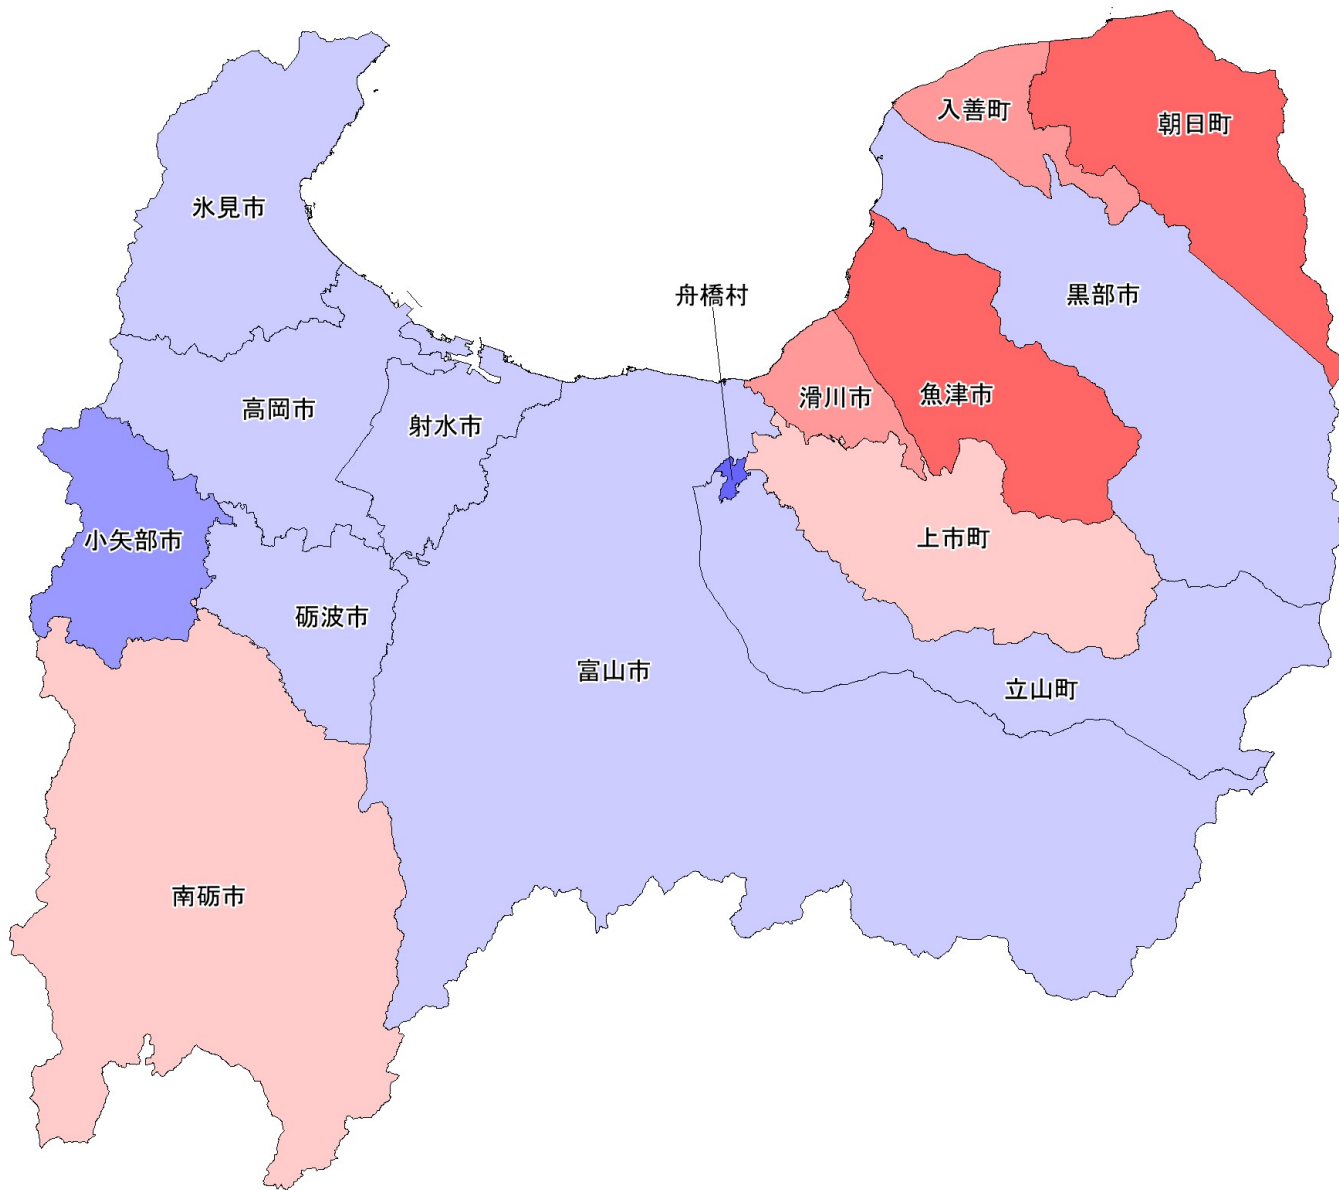 入善町
朝日町
氷見市
舟橋村
黒部市
高岡市
射水市
滑川市
魚津市
小矢部市
上市町
砺波市
富山市
立山町
南砺市